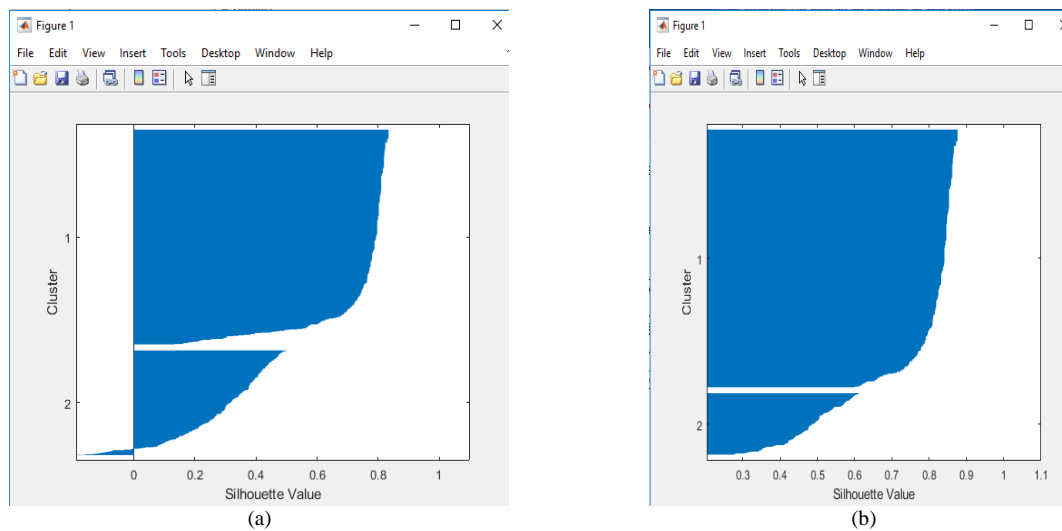 Figure 1
File Edit View Insert Tools Desktop Window Help
1
2
Cluster
0 0.2 0.4 0.6 0.8 1
Silhouette Value
(a)
Figure 1
File Edit View Insert Tools Desktop Window Help
1
2
Cluster
0.3 0.4 0.5 0.6 0.7 0.8 0.9 1 1.1
Silhouette Value
(b)